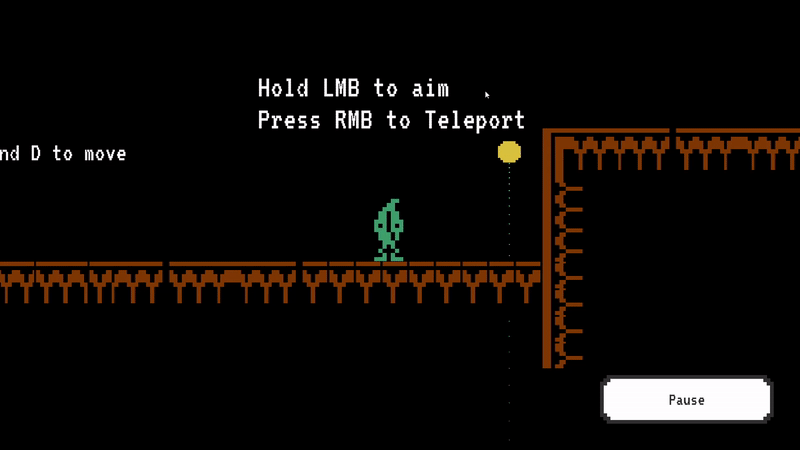 Hold LMB to aim
Press RMB to Teleport
nd D to move
Pause